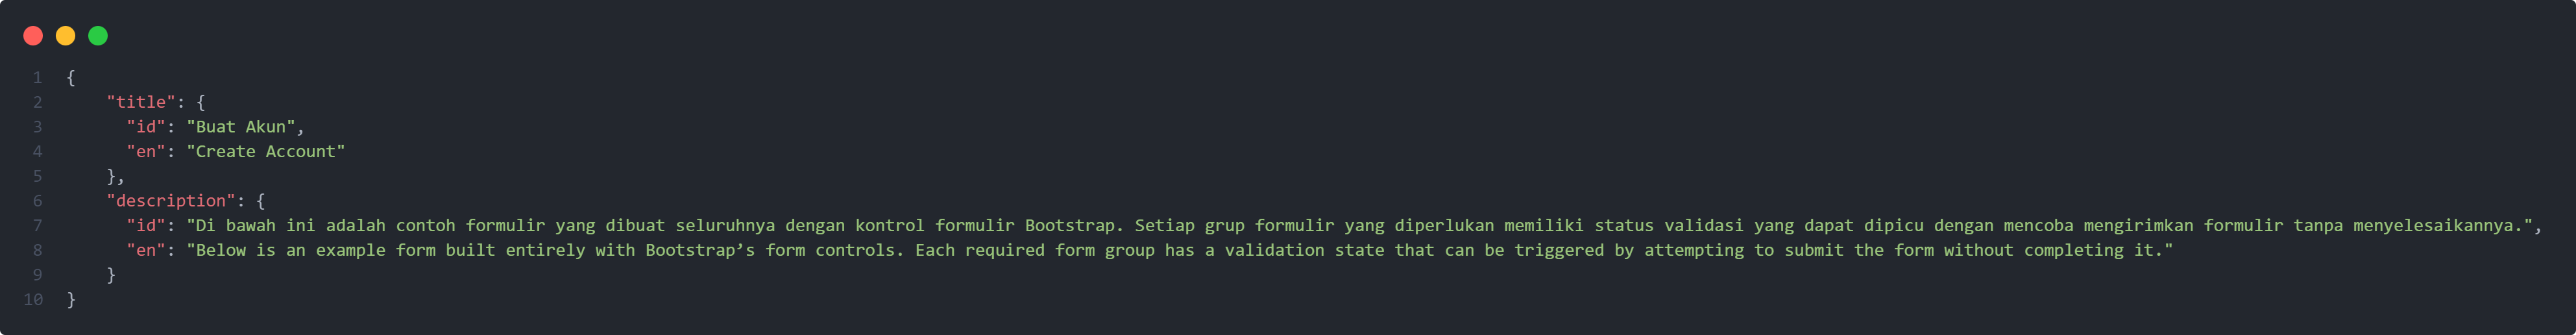 1 {
2     "title": {
3       "id": "Buat Akun",
4       "en": "Create Account"
5     },
6     "description": {
7       "id": "Di bawah ini adalah contoh formulir yang dibuat seluruhnya dengan kontrol formulir Bootstrap. Setiap grup formulir yang diperlukan memiliki status validasi yang dapat dipicu dengan mencoba mengirimkan formulir tanpa menyelesaikannya.",
8       "en": "Below is an example form built entirely with Bootstrap’s form controls. Each required form group has a validation state that can be triggered by attempting to submit the form without completing it."
9     }
10 }